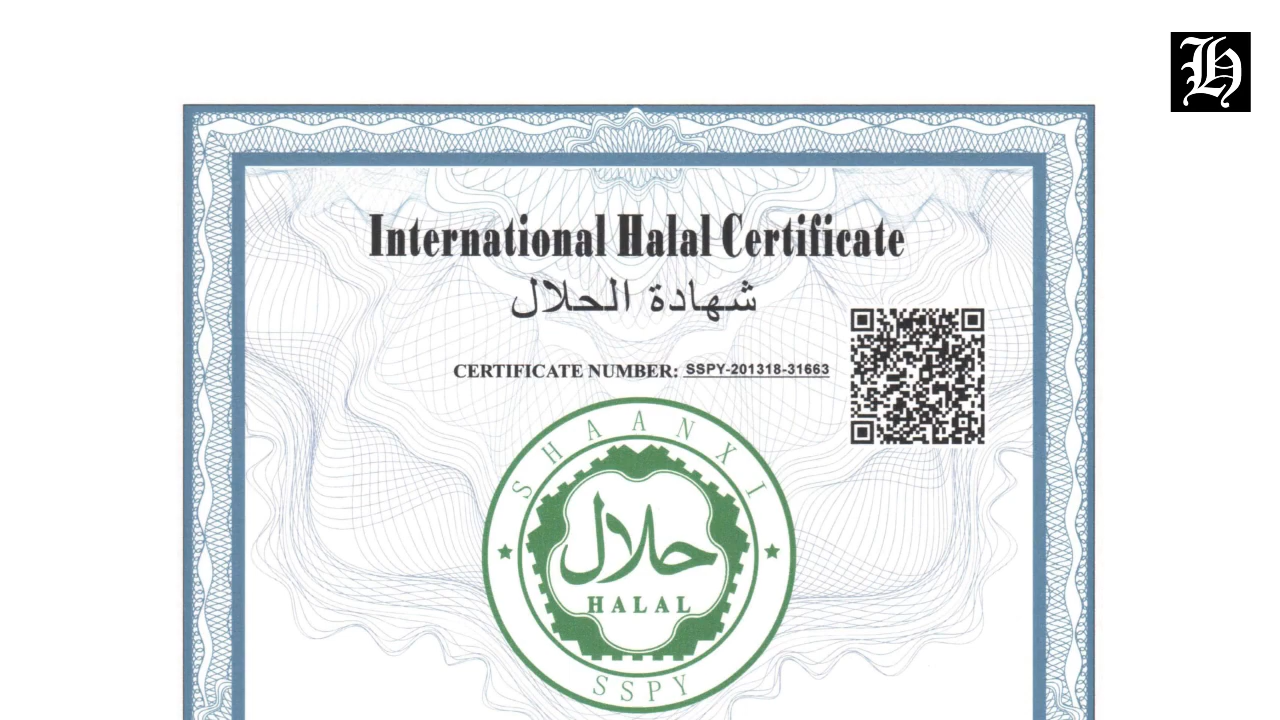 H
International Halal Certificate
شهادة الحلال
CERTIFICATE NUMBER: SSPY-201318-31663
SHAANXI
حلال
HALAL
SSPY